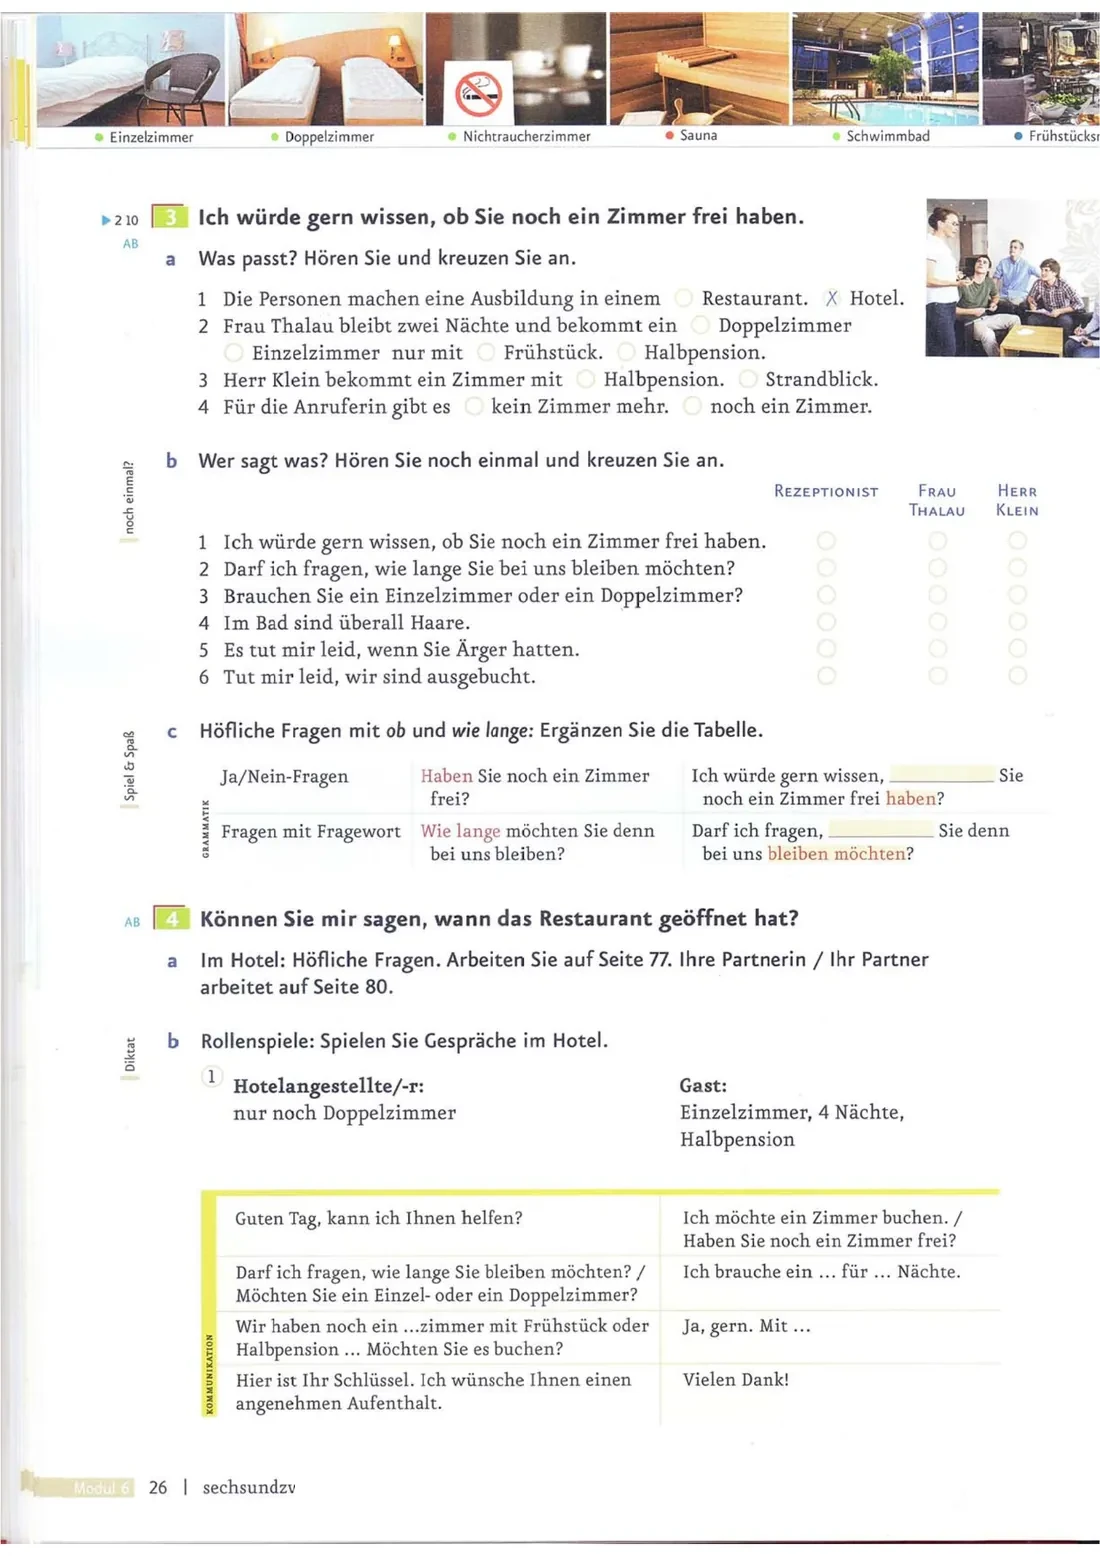 Einzelzimmer
Doppelzimmer
Nichtraucherzimmer
Sauna
Schwimmbad
Frühstücksr
2 10
AB
3 Ich würde gern wissen, ob Sie noch ein Zimmer frei haben.
a Was passt? Hören Sie und kreuzen Sie an.
1 Die Personen machen eine Ausbildung in einem Restaurant. X Hotel.
2 Frau Thalau bleibt zwei Nächte und bekommt ein Doppelzimmer
Einzelzimmer nur mit Frühstück. Halbpension.
3 Herr Klein bekommt ein Zimmer mit Halbpension. Strandblick.
4 Für die Anruferin gibt es kein Zimmer mehr. noch ein Zimmer.
noch einmal?
b Wer sagt was? Hören Sie noch einmal und kreuzen Sie an.
REZEPTIONIST FRAU THALAU HERR KLEIN
1 Ich würde gern wissen, ob Sie noch ein Zimmer frei haben.
2 Darf ich fragen, wie lange Sie bei uns bleiben möchten?
3 Brauchen Sie ein Einzelzimmer oder ein Doppelzimmer?
4 Im Bad sind überall Haare.
5 Es tut mir leid, wenn Sie Ärger hatten.
6 Tut mir leid, wir sind ausgebucht.
Spiel & Spaß
c Höfliche Fragen mit ob und wie lange: Ergänzen Sie die Tabelle.
GRAMMATIK
Ja/Nein-Fragen
Haben Sie noch ein Zimmer
frei?
Ich würde gern wissen, __________ Sie
noch ein Zimmer frei haben?
Fragen mit Fragewort
Wie lange möchten Sie denn
bei uns bleiben?
Darf ich fragen, __________ Sie denn
bei uns bleiben möchten?
AB
4 Können Sie mir sagen, wann das Restaurant geöffnet hat?
a Im Hotel: Höfliche Fragen. Arbeiten Sie auf Seite 77. Ihre Partnerin / Ihr Partner
arbeitet auf Seite 80.
Diktat
b Rollenspiele: Spielen Sie Gespräche im Hotel.
1
Hotelangestellte/-r:
nur noch Doppelzimmer
Gast:
Einzelzimmer, 4 Nächte,
Halbpension
KOMMUNIKATION
Guten Tag, kann ich Ihnen helfen?
Ich möchte ein Zimmer buchen. /
Haben Sie noch ein Zimmer frei?
Darf ich fragen, wie lange Sie bleiben möchten? /
Möchten Sie ein Einzel- oder ein Doppelzimmer?
Ich brauche ein ... für ... Nächte.
Wir haben noch ein ...zimmer mit Frühstück oder
Halbpension ... Möchten Sie es buchen?
Ja, gern. Mit ...
Hier ist Ihr Schlüssel. Ich wünsche Ihnen einen
angenehmen Aufenthalt.
Vielen Dank!
Modul 6 26 | sechsundzv